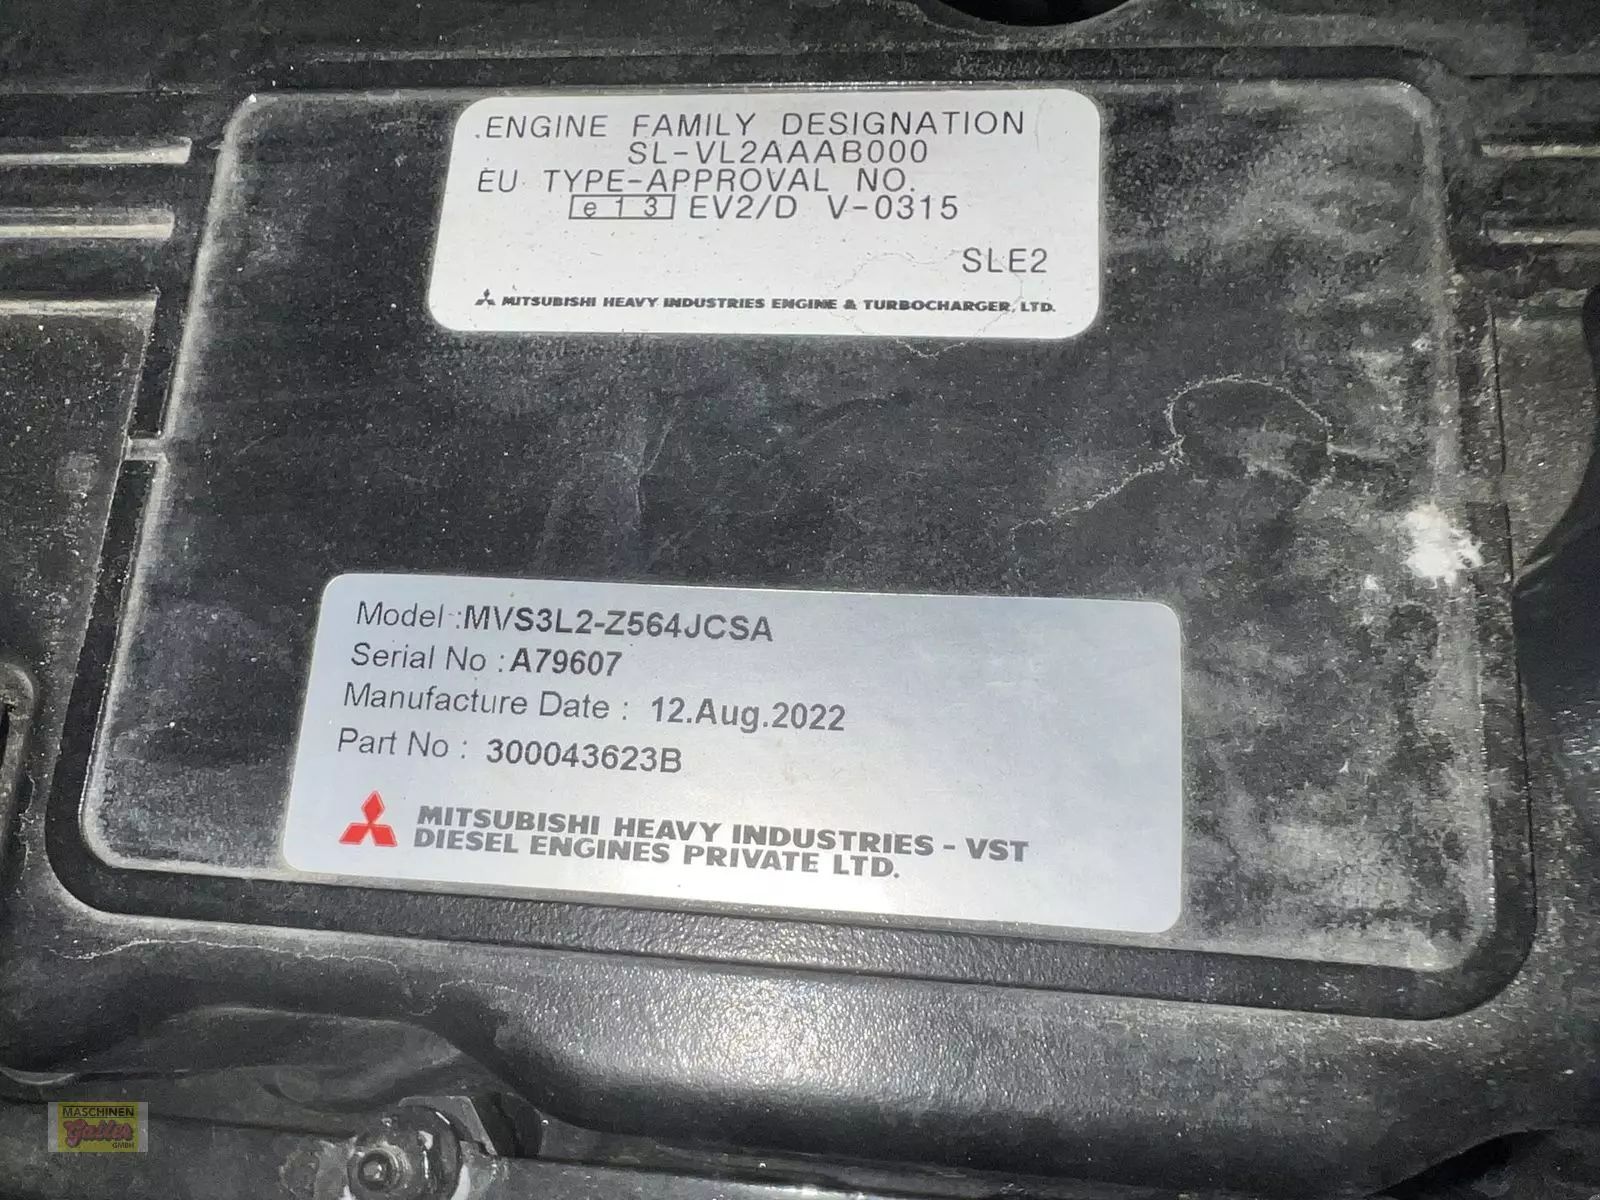 ENGINE FAMILY DESIGNATION
SL-VL2AAAB000
EU TYPE-APPROVAL NO.
e13 EV2/D V-0315
SLE2
MITSUBISHI HEAVY INDUSTRIES ENGINE & TURBOCHARGER, LTD.
Model :MVS3L2-Z564JCSA
Serial No :A79607
Manufacture Date : 12.Aug.2022
Part No : 300043623B
MITSUBISHI HEAVY INDUSTRIES - VST
DIESEL ENGINES PRIVATE LTD.
MASCHINEN
Gailer
GMBH